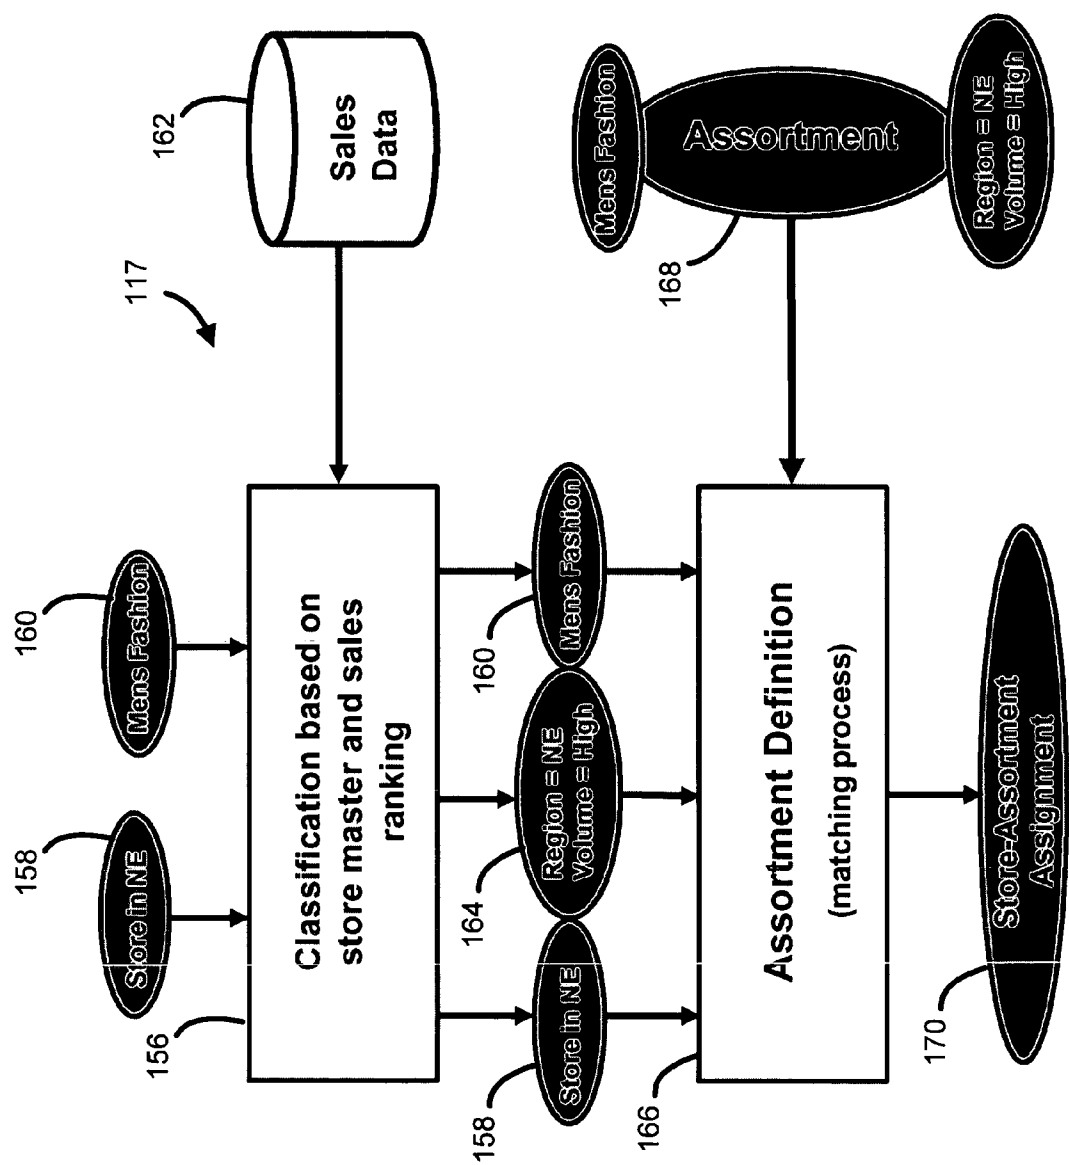 158
160
Store in NE
Mens Fashion
117
162
156
Classification based on
store master and sales
ranking
Sales
Data
158
164
160
Store in NE
Region = NE
Volume = High
Mens Fashion
Mens Fashion
166
168
Assortment
Assortment Definition
(matching process)
Region = NE
Volume = High
170
Store-Assortment
Assignment